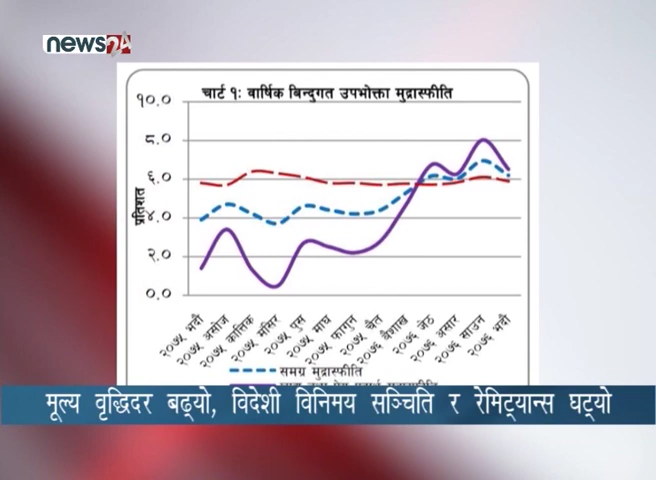 news24
चार्ट १: वार्षिक बिन्दुगत उपभोक्ता मुद्रास्फीति
१०.०
८.०
६.०
४.०
२.०
०.०
प्रतिशत
२०७५ भदौ
२०७५ असोज
२०७५ कात्तिक
२०७५ मंसिर
२०७५ पुस
२०७५ माघ
२०७५ फागुन
२०७५ चैत
२०७६ बैशाख
२०७६ जेठ
२०७६ असार
२०७६ साउन
२०७६ भदौ
समग्र मुद्रास्फीति
मूल्य वृद्धिदर बढ्यो, विदेशी विनिमय सञ्चिति र रेमिट्यान्स घट्यो